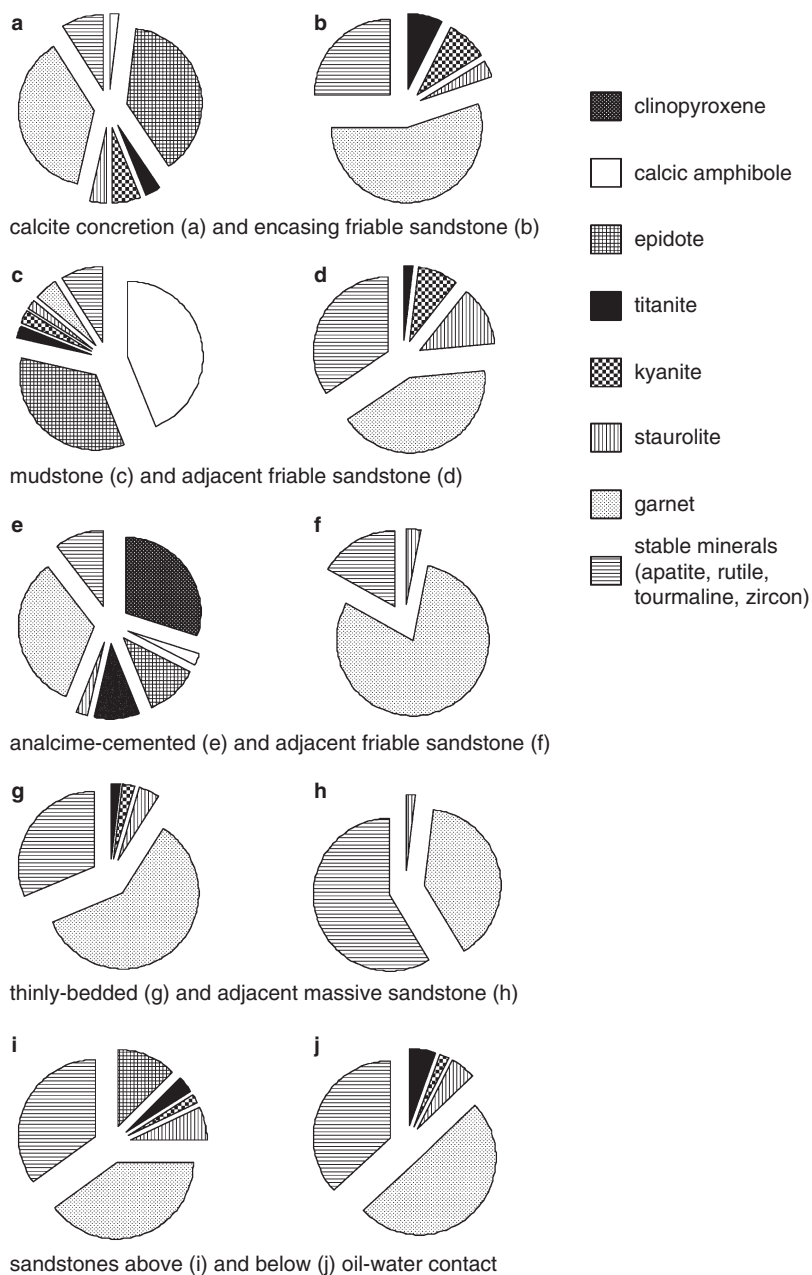 a
b
clinopyroxene
calcic amphibole
epidote
titanite
kyanite
staurolite
garnet
stable minerals
(apatite, rutile,
tourmaline, zircon)
calcite concretion (a) and encasing friable sandstone (b)
c
d
mudstone (c) and adjacent friable sandstone (d)
e
f
analcime-cemented (e) and adjacent friable sandstone (f)
g
h
thinly-bedded (g) and adjacent massive sandstone (h)
i
j
sandstones above (i) and below (j) oil-water contact